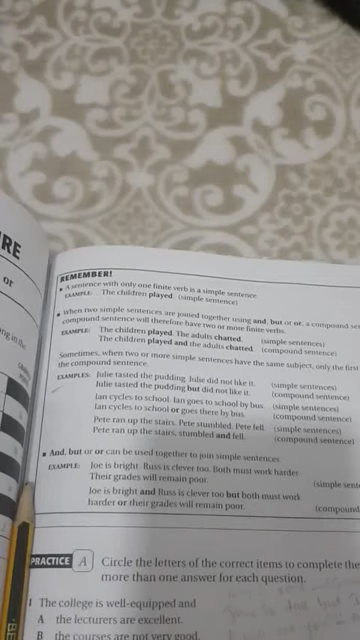 RE
or
REMEMBER!
A sentence with only one finite verb is a simple sentence.
EXAMPLE: The children played. (simple sentence)
When two simple sentences are joined together using and, but or or, a compound
compound sentence will therefore have two or more finite verbs.
EXAMPLE: The children played. The adults chatted. (simple sentences)
The children played and the adults chatted. (compound sentence)
Sometimes, when two or more simple sentences have the same subject, only the first
the compound sentence.
EXAMPLES: Julie tasted the pudding. Julie did not like it. (simple sentences)
Julie tasted the pudding but did not like it. (compound sentence)
Ian cycles to school. Ian goes to school by bus. (simple sentences)
Ian cycles to school or goes there by bus. (compound sentence)
Pete ran up the stairs. Pete stumbled. Pete fell. (simple sentences)
Pete ran up the stairs, stumbled and fell. (compound sentence)
And, but or or can be used together to join simple sentences.
EXAMPLE: Joe is bright. Russ is clever too. Both must work harder.
Their grades will remain poor. (simple
Joe is bright and Russ is clever too but both must work
harder or their grades will remain poor. (compound
PRACTICE A Circle the letters of the correct items to complete the
more than one answer for each question.
1 The college is well-equipped and
A the lecturers are excellent.
B the courses are not very good.